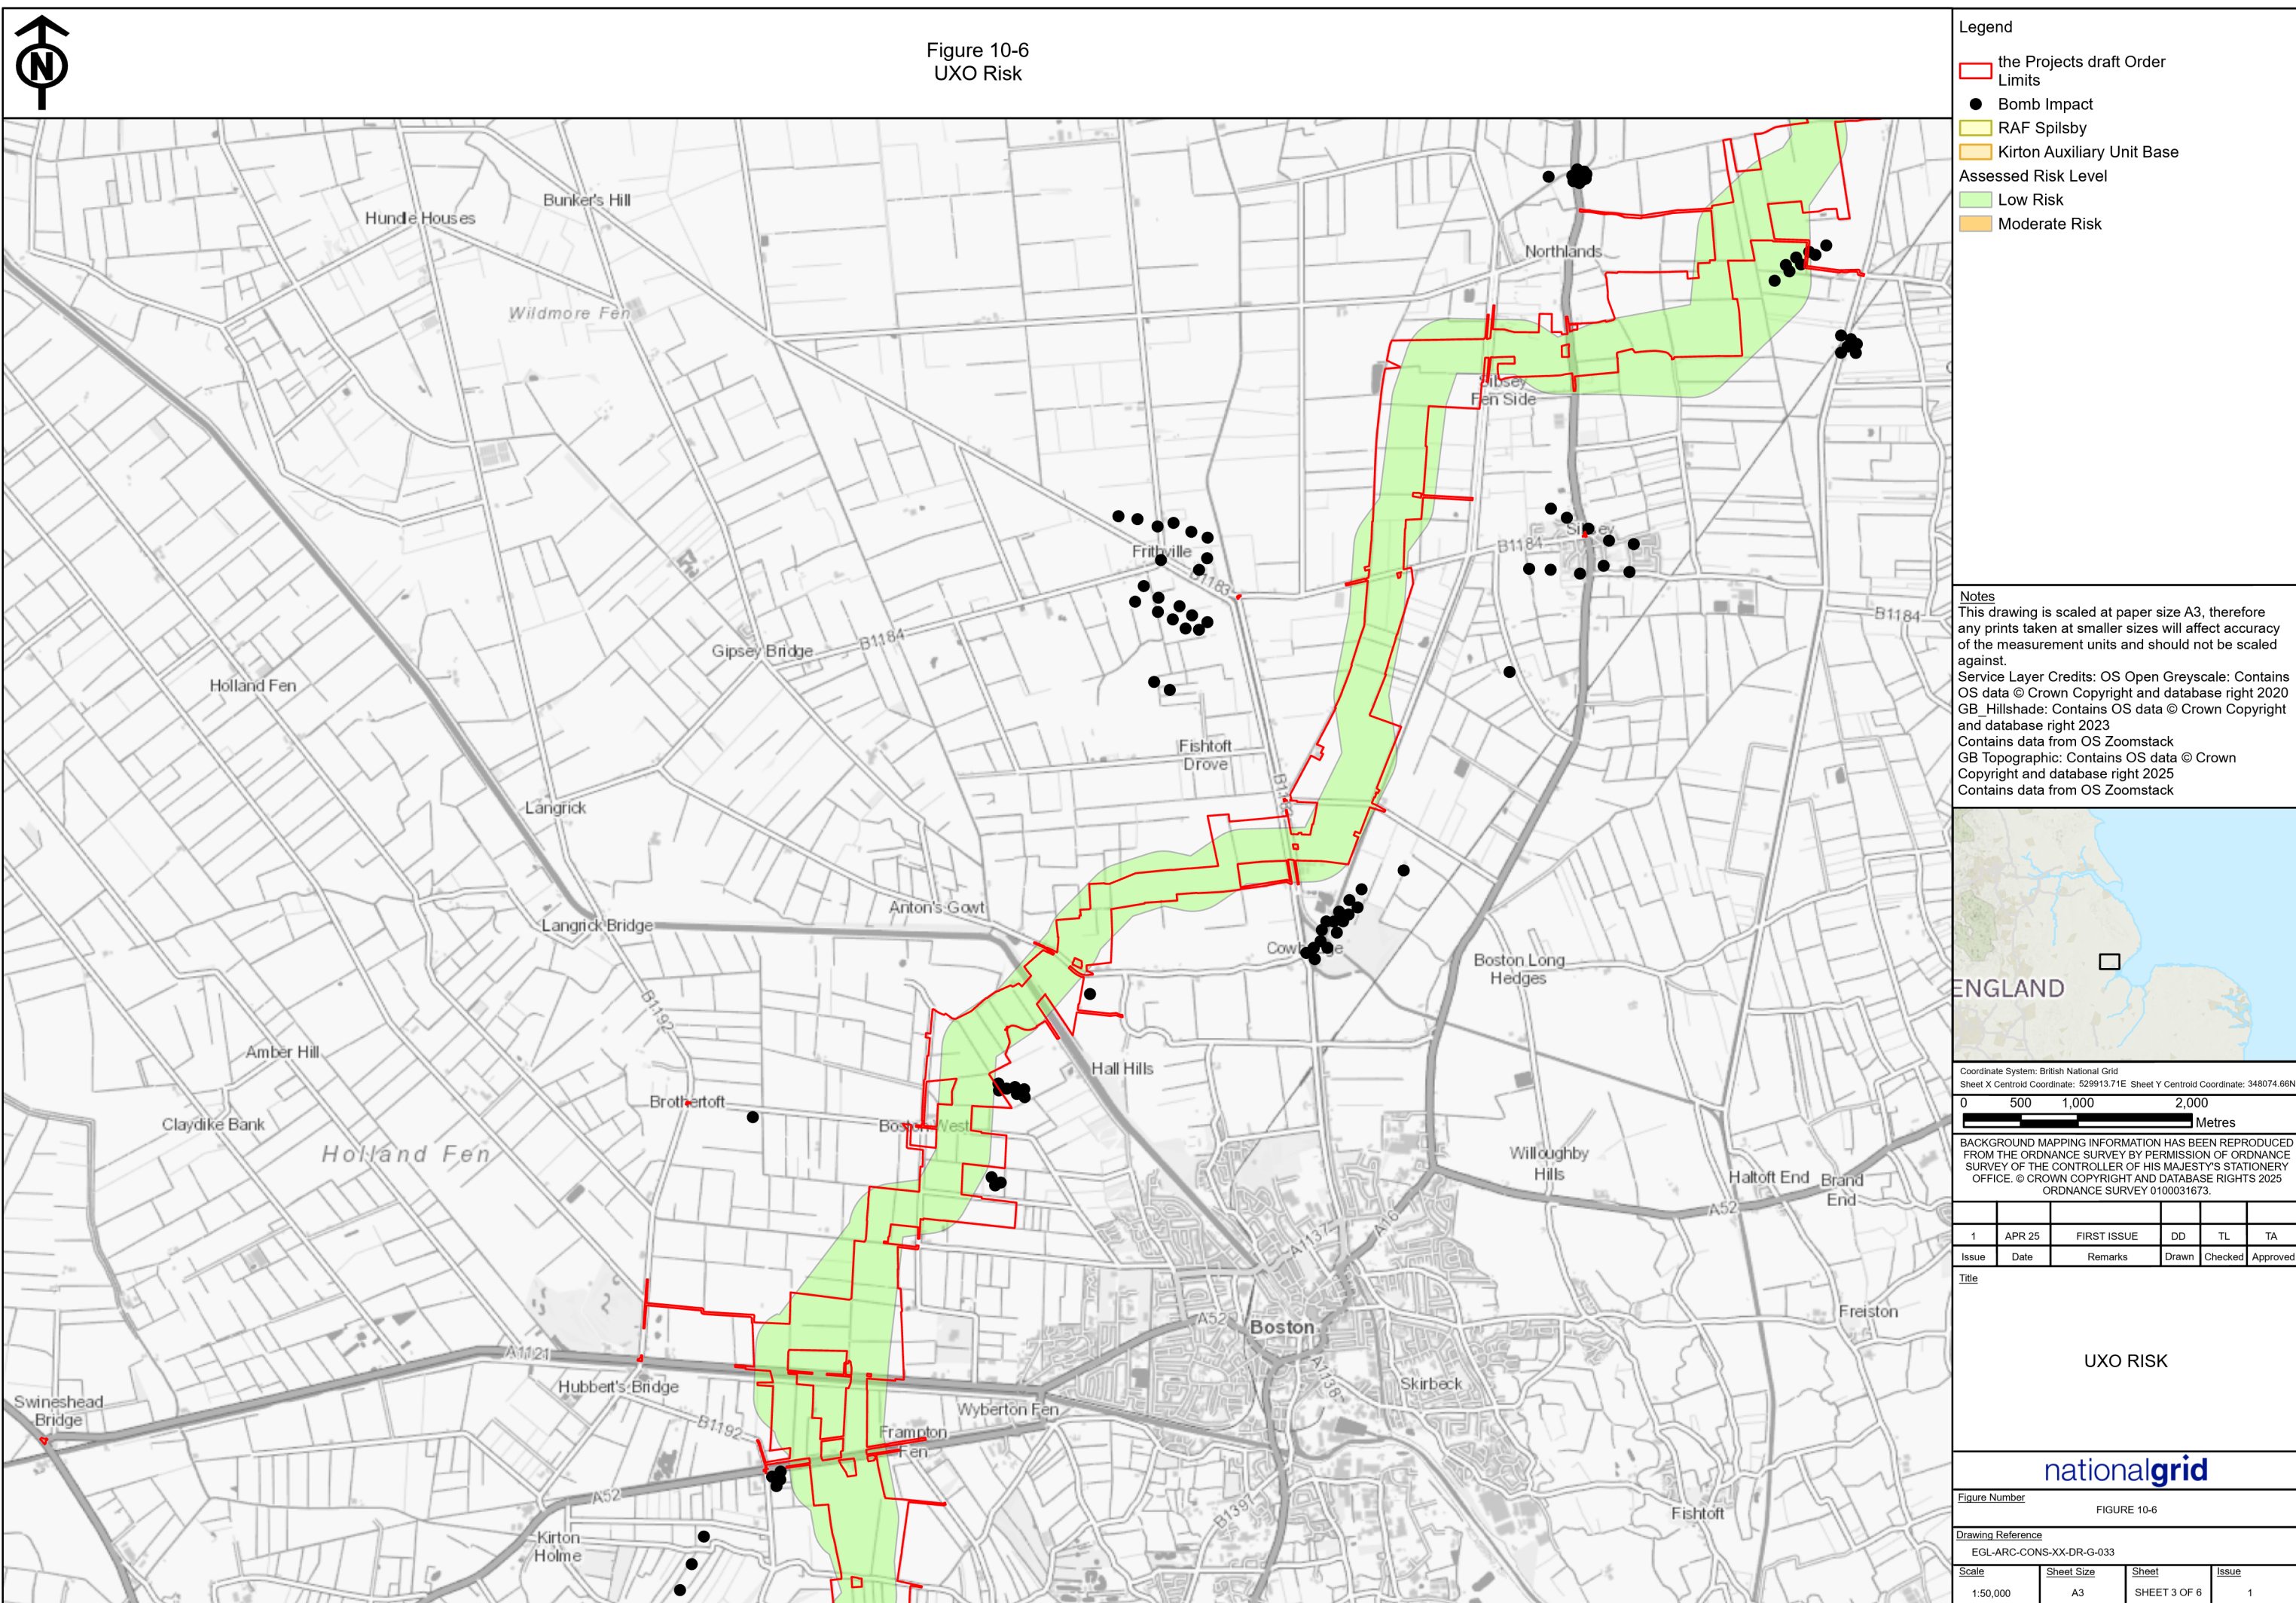 N
Figure 10-6
UXO Risk
Hundle Houses
Bunker's Hill
Wildmore Fen
Northlands
Sibsey
Fen Side
Frithville
B1183
B1184
Sibsey
B1184
B1184
Gipsey Bridge
Holland Fen
Fishtoft
Drove
Langrick
Anton's Gowt
Langrick Bridge
Cowbridge
Boston Long
Hedges
B1192
Amber Hill
Hall Hills
Brothertoft
Claydike Bank
Boston West
Holland Fen
Willoughby
Hills
Haltoft End
Brand
End
A52
A1137
A16
Freiston
A52
Boston
A1121
Hubbert's Bridge
A1138
Skirbeck
Swineshead
Bridge
Wyberton Fen
B1192
Frampton
Fen
A52
B1397
Fishtoft
Kirton
Holme
Legend
the Projects draft Order
Limits
Bomb Impact
RAF Spilsby
Kirton Auxiliary Unit Base
Assessed Risk Level
Low Risk
Moderate Risk
Notes
This drawing is scaled at paper size A3, therefore
any prints taken at smaller sizes will affect accuracy
of the measurement units and should not be scaled
against.
Service Layer Credits: OS Open Greyscale: Contains
OS data © Crown Copyright and database right 2020
GB_Hillshade: Contains OS data © Crown Copyright
and database right 2023
Contains data from OS Zoomstack
GB Topographic: Contains OS data © Crown
Copyright and database right 2025
Contains data from OS Zoomstack
ENGLAND
Coordinate System: British National Grid
Sheet X Centroid Coordinate: 529913.71E Sheet Y Centroid Coordinate: 348074.66N
0 500 1,000 2,000
Metres
BACKGROUND MAPPING INFORMATION HAS BEEN REPRODUCED
FROM THE ORDNANCE SURVEY BY PERMISSION OF ORDNANCE
SURVEY OF THE CONTROLLER OF HIS MAJESTY'S STATIONERY
OFFICE. © CROWN COPYRIGHT AND DATABASE RIGHTS 2025
ORDNANCE SURVEY 0100031673.
1 APR 25 FIRST ISSUE DD TL TA
Issue Date Remarks Drawn Checked Approved
Title
UXO RISK
nationalgrid
Figure Number
FIGURE 10-6
Drawing Reference
EGL-ARC-CONS-XX-DR-G-033
Scale Sheet Size Sheet Issue
1:50,000 A3 SHEET 3 OF 6 1